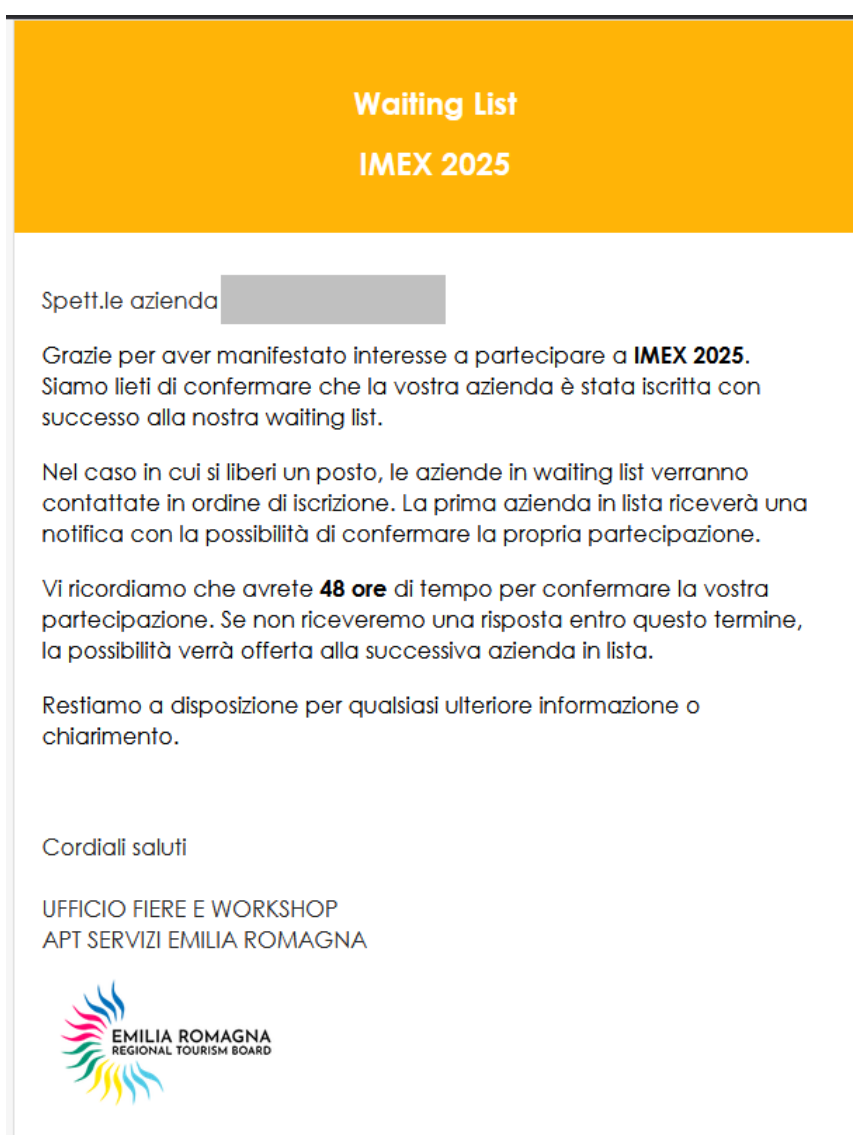 Waiting List
IMEX 2025
Spett.le azienda
Grazie per aver manifestato interesse a partecipare a IMEX 2025.
Siamo lieti di confermare che la vostra azienda è stata iscritta con
successo alla nostra waiting list.
Nel caso in cui si liberi un posto, le aziende in waiting list verranno
contattate in ordine di iscrizione. La prima azienda in lista riceverà una
notifica con la possibilità di confermare la propria partecipazione.
Vi ricordiamo che avrete 48 ore di tempo per confermare la vostra
partecipazione. Se non riceveremo una risposta entro questo termine,
la possibilità verrà offerta alla successiva azienda in lista.
Restiamo a disposizione per qualsiasi ulteriore informazione o
chiarimento.
Cordiali saluti
UFFICIO FIERE E WORKSHOP
APT SERVIZI EMILIA ROMAGNA
EMILIA ROMAGNA
REGIONAL TOURISM BOARD